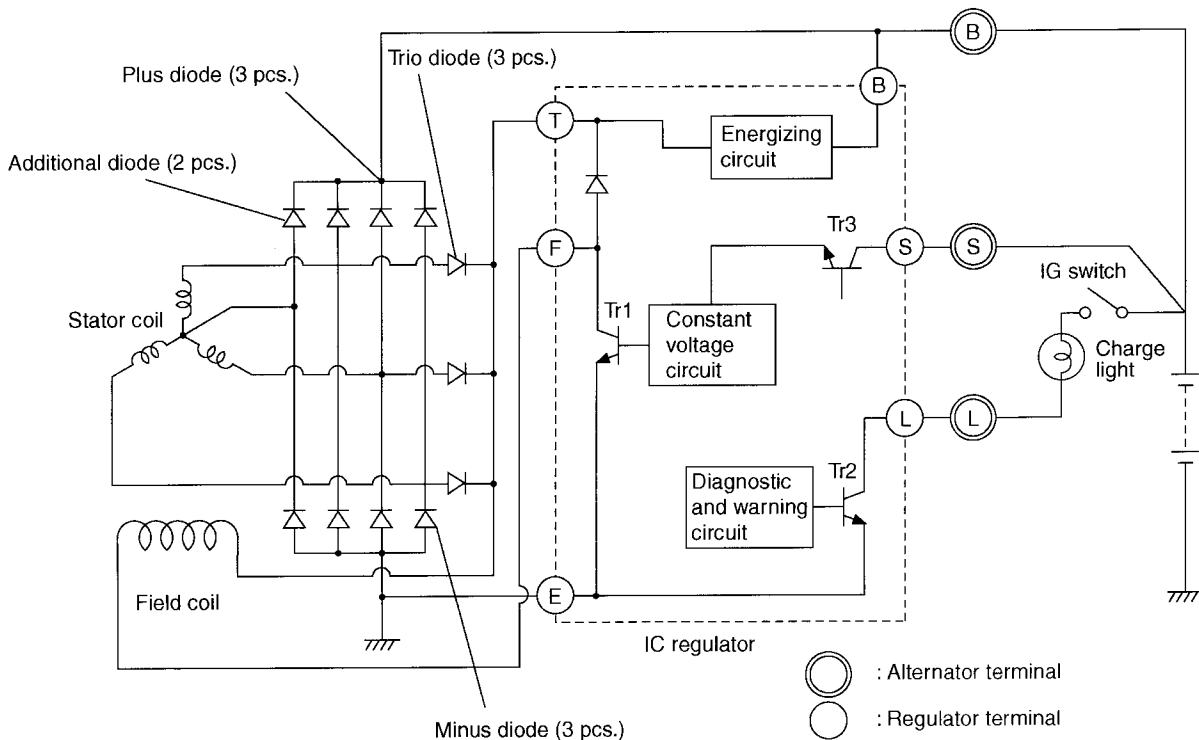 B
Trio diode (3 pcs.)
Plus diode (3 pcs.)
B
T
Energizing
circuit
Additional diode (2 pcs.)
Tr3
F
S
S
IG switch
Tr1
Stator coil
Constant
voltage
circuit
Charge
light
L
L
Tr2
Diagnostic
and warning
circuit
E
Field coil
IC regulator
: Alternator terminal
: Regulator terminal
Minus diode (3 pcs.)